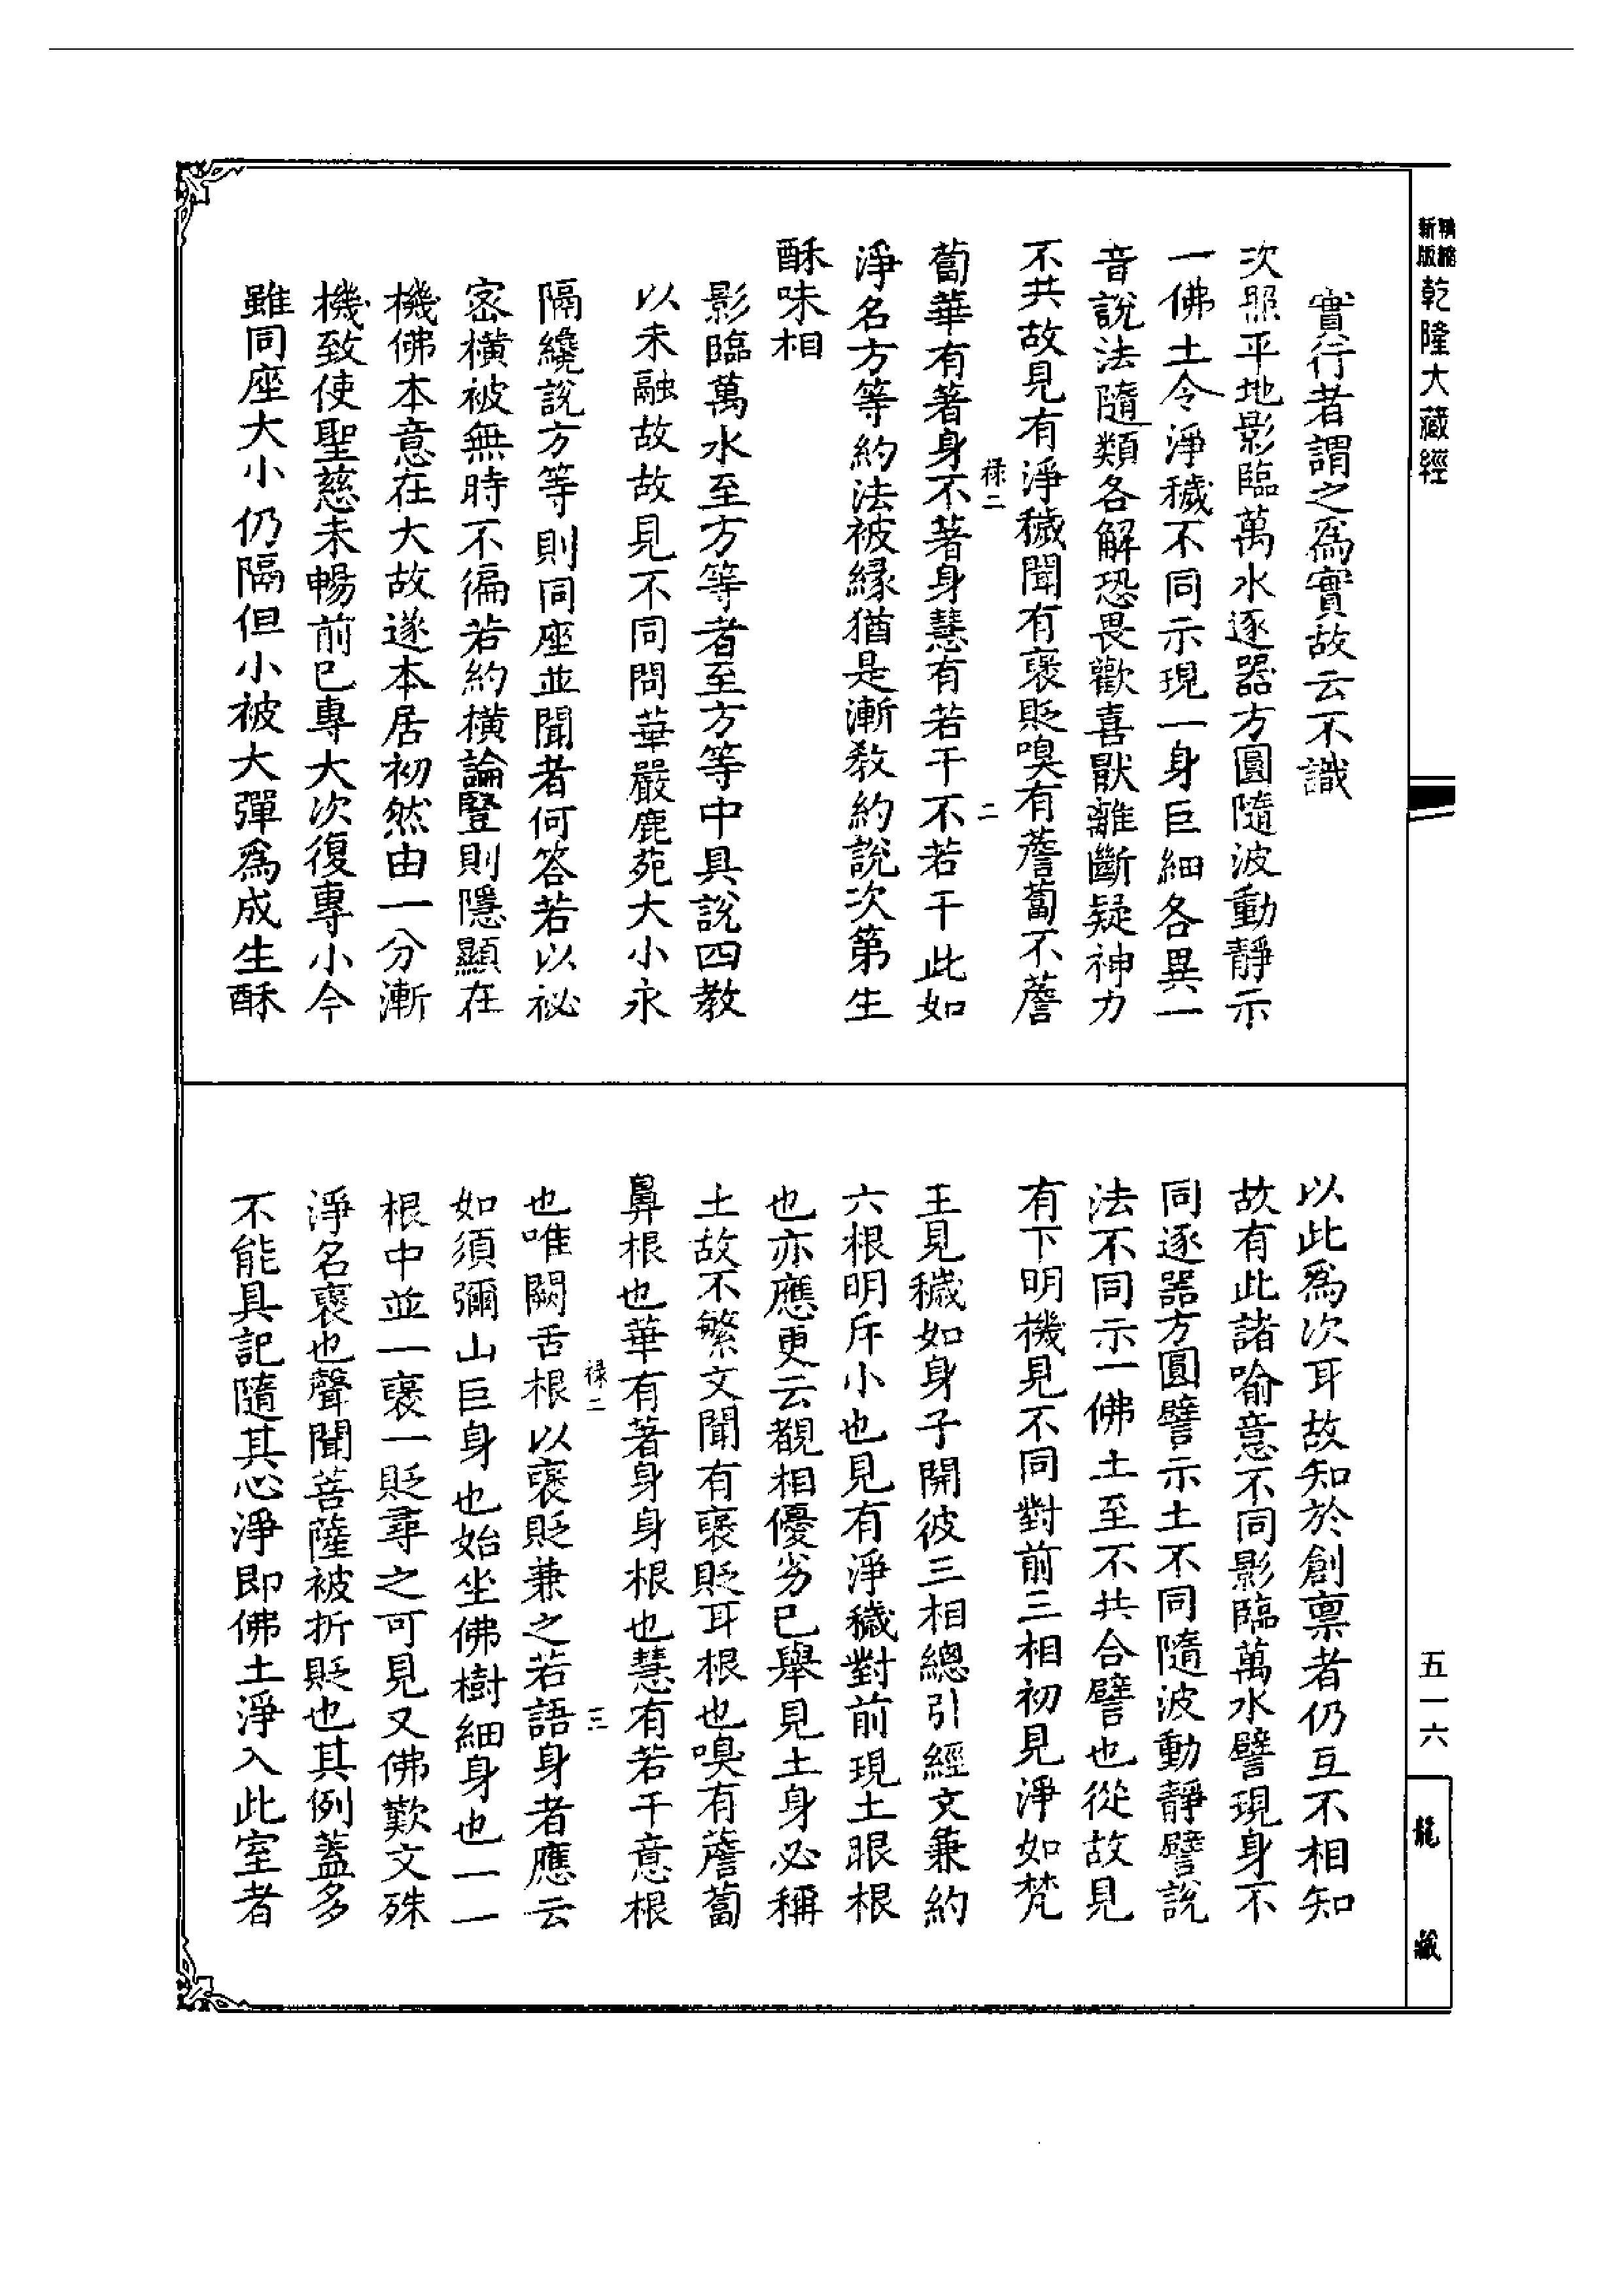 新版精縮
乾隆大藏經
實行者謂之爲實故云不識
次照平地影臨萬水逐器方圓隨波動靜示
一佛土令淨穢不同示現一身巨細各異一
音說法隨類各解恐畏歡喜猒離斷疑神力
不共故見有淨穢聞有襃貶嗅有薝蔔不薝
禄二
二
蔔華有著身不著身慧有若干不若干此如
淨名方等約法被縁猶是漸教約說次第生
酥味相
影臨萬水至方等者至方等中具說四教
以未融故故見不同問華嚴鹿苑大小永
隔纔說方等則同座並聞者何答若以祕
密橫被無時不徧若約橫論豎則隱顯在
機佛本意在大故遂本居初然由一分漸
機致使聖慈未暢前已專大次復專小今
雖同座大小仍隔但小被大彈爲成生酥
以此爲次耳故知於創禀者仍互不相知
故有此諸喻意不同影臨萬水譬現身不
同逐器方圓譬示土不同隨波動靜譬說
法不同示一佛土至不共合譬也從故見
有下明機見不同對前三相初見淨如梵
王見穢如身子開彼三相總引經文兼約
六根明斥小也見有淨穢對前現土眼根
也亦應更云覩相優劣已舉見土身必稱
土故不繁文聞有襃貶耳根也嗅有薝蔔
鼻根也華有著身身根也慧有若干意根
禄二
三
也唯闕舌根以襃貶兼之若語身者應云
如須彌山巨身也始坐佛樹細身也一一
根中並一襃一貶尋之可見又佛歎文殊
淨名襃也聲聞菩薩被折貶也其例蓋多
不能具記隨其心淨即佛土淨入此室者
五一六
龍藏